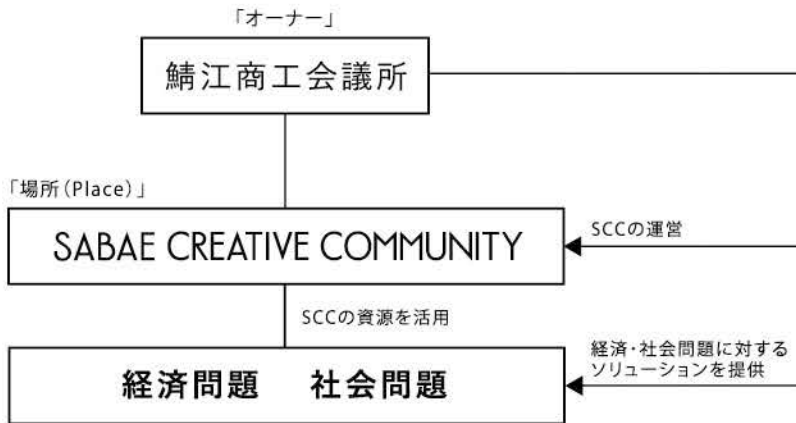 「オーナー」
鯖江商工会議所
「場所(Place)」
SABAE CREATIVE COMMUNITY
SCCの運営
SCCの資源を活用
経済・社会問題に対する
ソリューションを提供
経済問題 社会問題